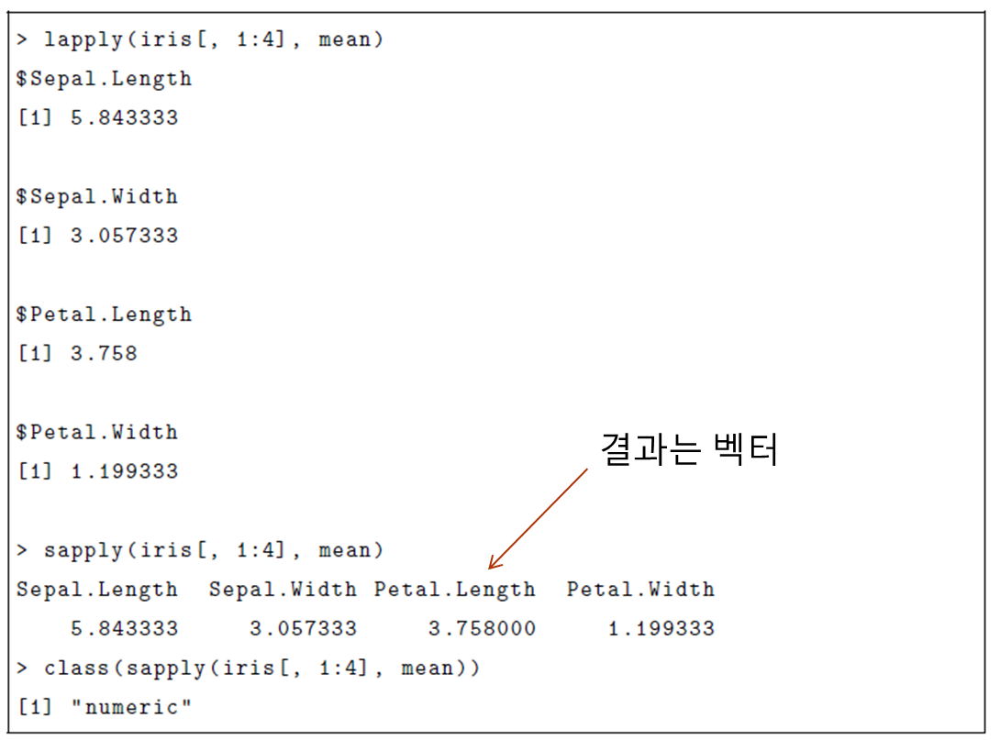 > lapply(iris[, 1:4], mean)
$Sepal.Length
[1] 5.843333
$Sepal.Width
[1] 3.057333
$Petal.Length
[1] 3.758
$Petal.Width
[1] 1.199333
결과는 벡터
> sapply(iris[, 1:4], mean)
Sepal.Length  Sepal.Width Petal.Length  Petal.Width
    5.843333     3.057333     3.758000     1.199333
> class(sapply(iris[, 1:4], mean))
[1] "numeric"